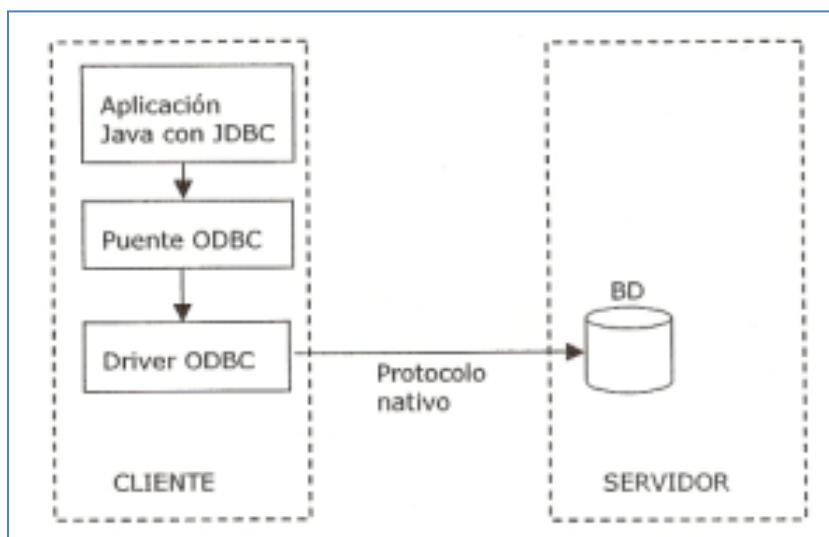 Aplicación
Java con JDBC
Puente ODBC
Driver ODBC
Protocolo
nativo
BD
CLIENTE
SERVIDOR